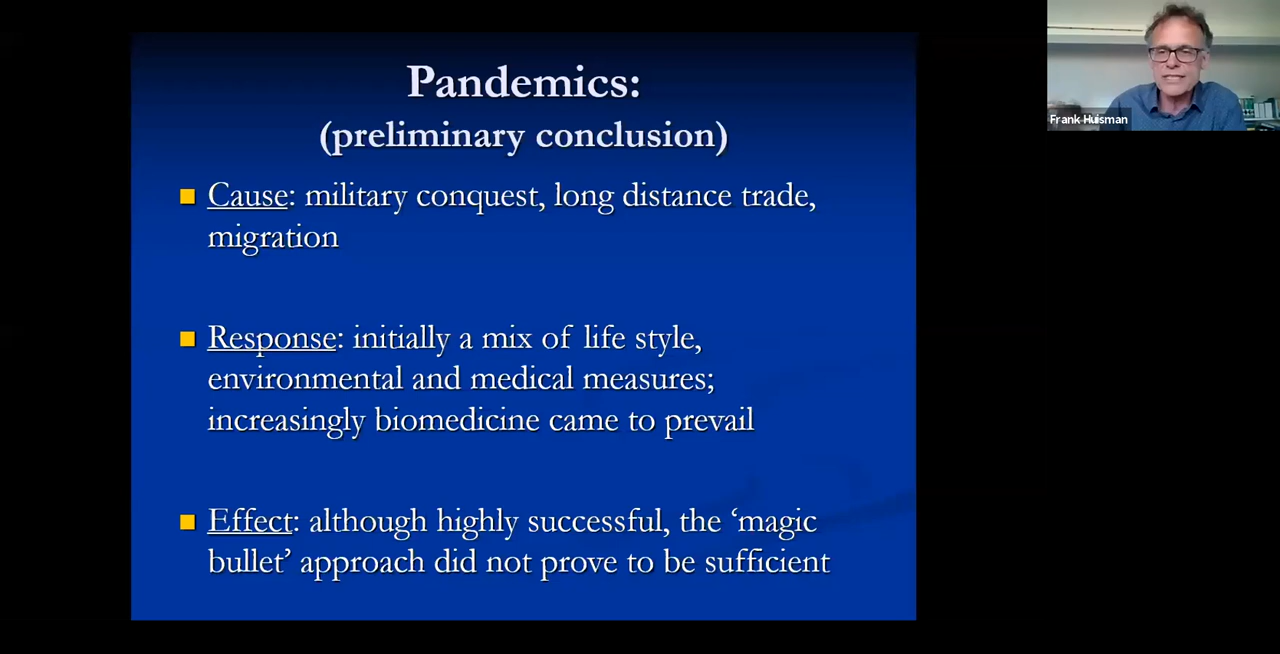 Pandemics:
(preliminary conclusion)
Cause: military conquest, long distance trade,
migration
Response: initially a mix of life style,
environmental and medical measures;
increasingly biomedicine came to prevail
Effect: although highly successful, the ‘magic
bullet’ approach did not prove to be sufficient
Frank Huisman